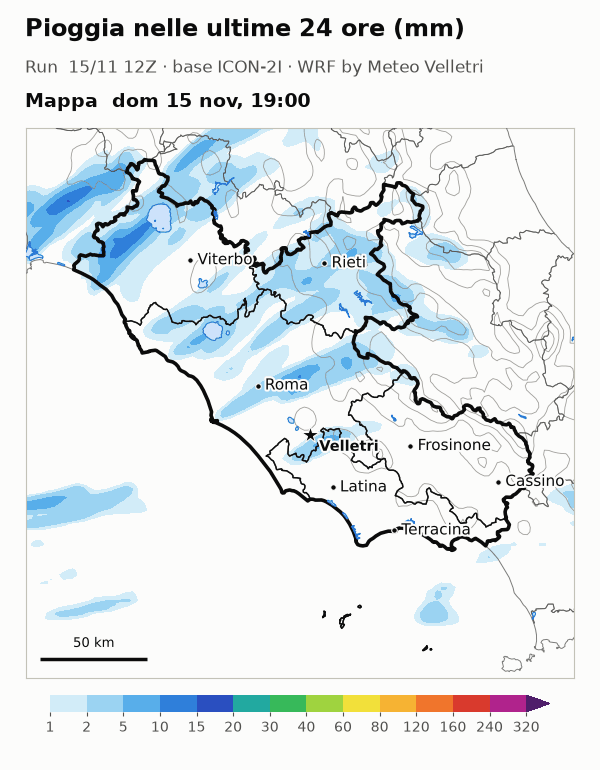 Pioggia nelle ultime 24 ore (mm)
Run  15/11 12Z · base ICON-2I · WRF by Meteo Velletri
Mappa  dom 15 nov, 19:00
Viterbo
Rieti
Roma
Velletri
Frosinone
Latina
Cassino
Terracina
50 km
1 2 5 10 15 20 30 40 60 80 120 160 240 320